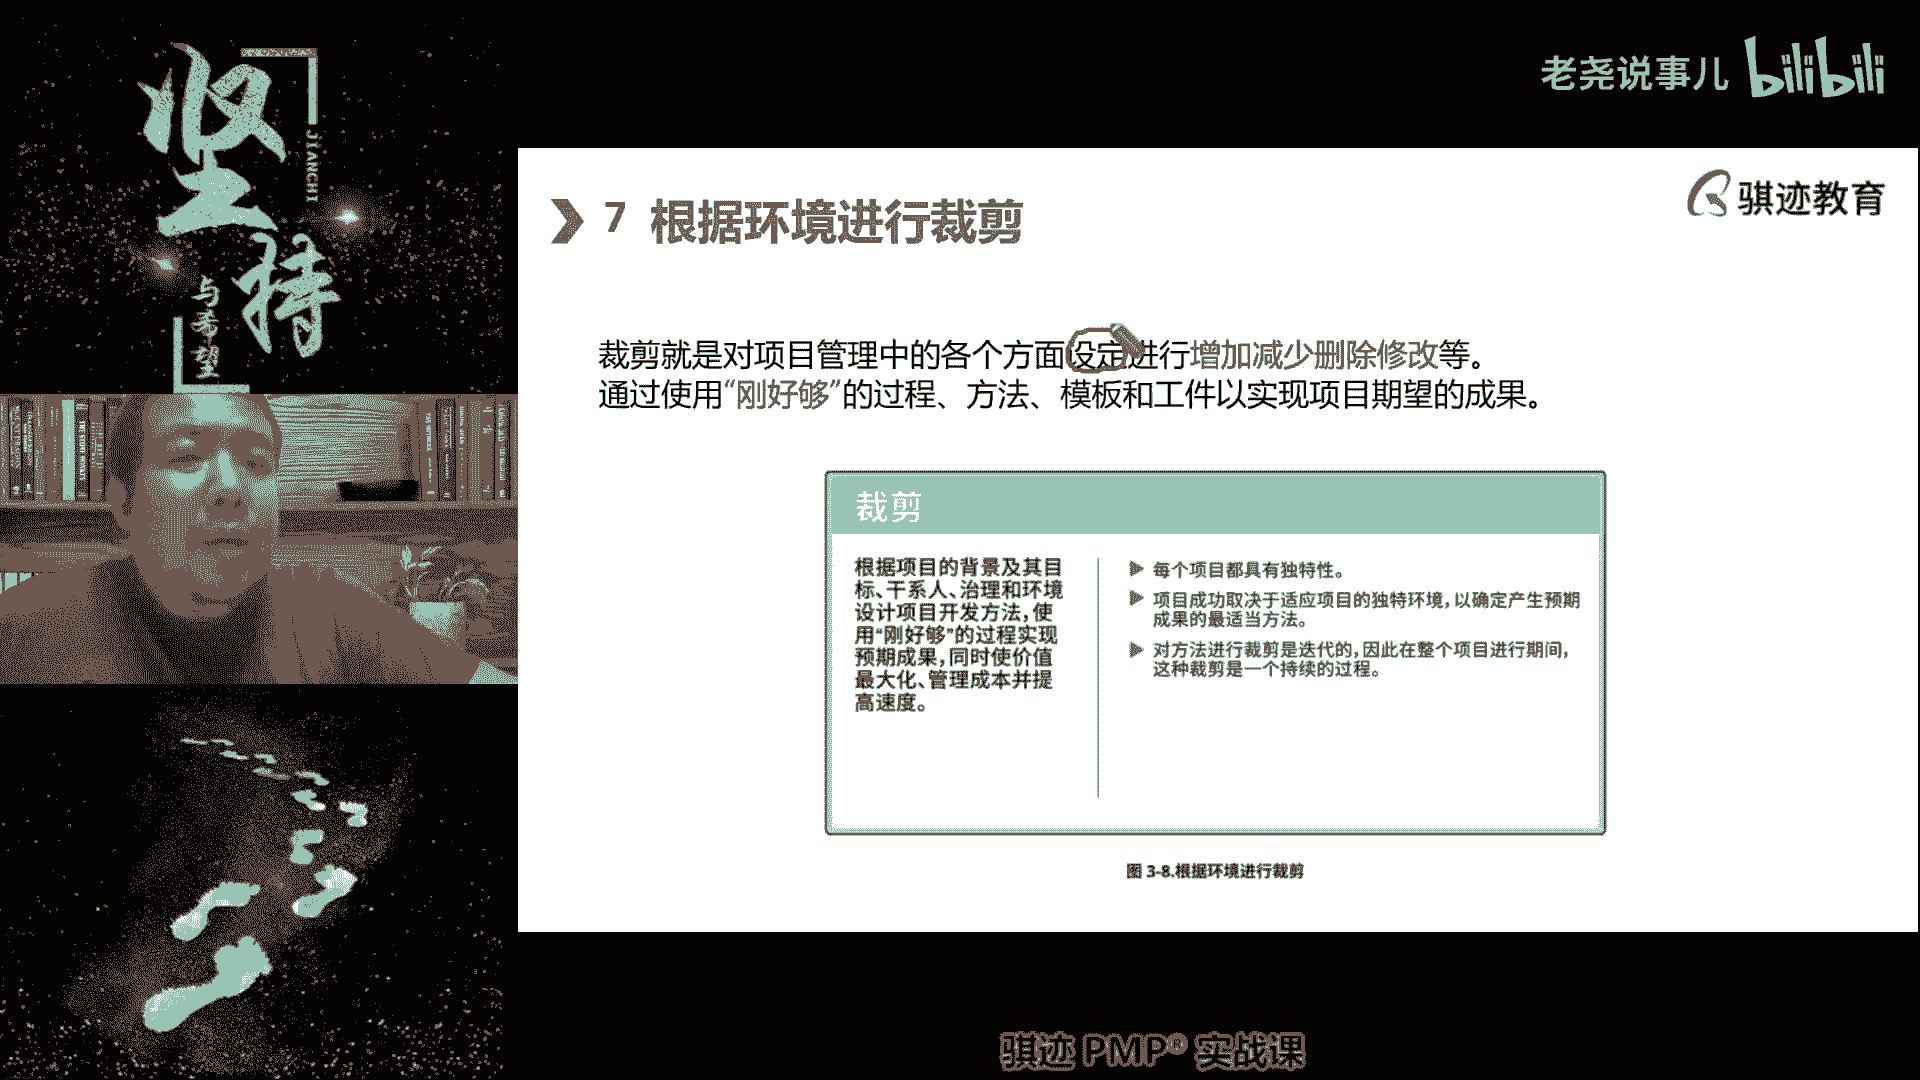 坚持
JIANCHI
与希望
老尧说事儿 bilibili
骐迹教育
7 根据环境进行裁剪
裁剪就是对项目管理中的各个方面设定进行增加减少删除修改等。
通过使用“刚好够”的过程、方法、模板和工件以实现项目期望的成果。
裁剪
根据项目的背景及其目
标、干系人、治理和环境
设计项目开发方法，使
用“刚好够”的过程实现
预期成果，同时使价值
最大化、管理成本并提
高速度。
每个项目都具有独特性。
项目成功取决于适应项目的独特环境，以确定产生预期
成果的最适当方法。
对方法进行裁剪是迭代的，因此在整个项目进行期间，
这种裁剪是一个持续的过程。
图 3-8.根据环境进行裁剪
骐迹 PMP® 实战课